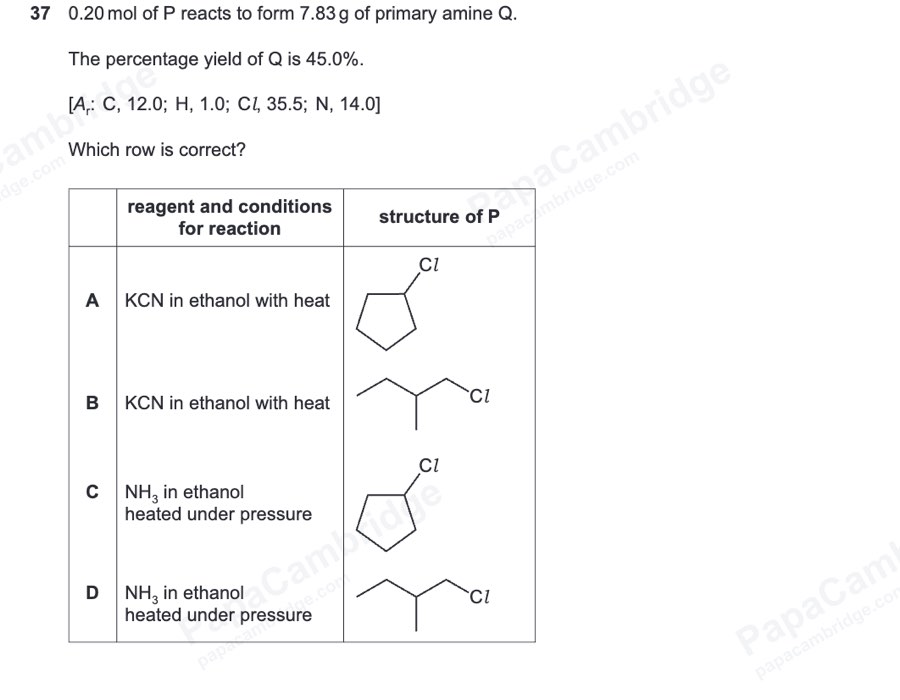 37 0.20 mol of P reacts to form 7.83 g of primary amine Q.
The percentage yield of Q is 45.0%.
[Aᵣ: C, 12.0; H, 1.0; Cl, 35.5; N, 14.0]
Which row is correct?
reagent and conditions for reaction
structure of P
A KCN in ethanol with heat
Cl
B KCN in ethanol with heat
Cl
C NH₃ in ethanol heated under pressure
Cl
D NH₃ in ethanol heated under pressure
Cl
PapaCambridge
papacambridge.com
PapaCambridge
papacambridge.com